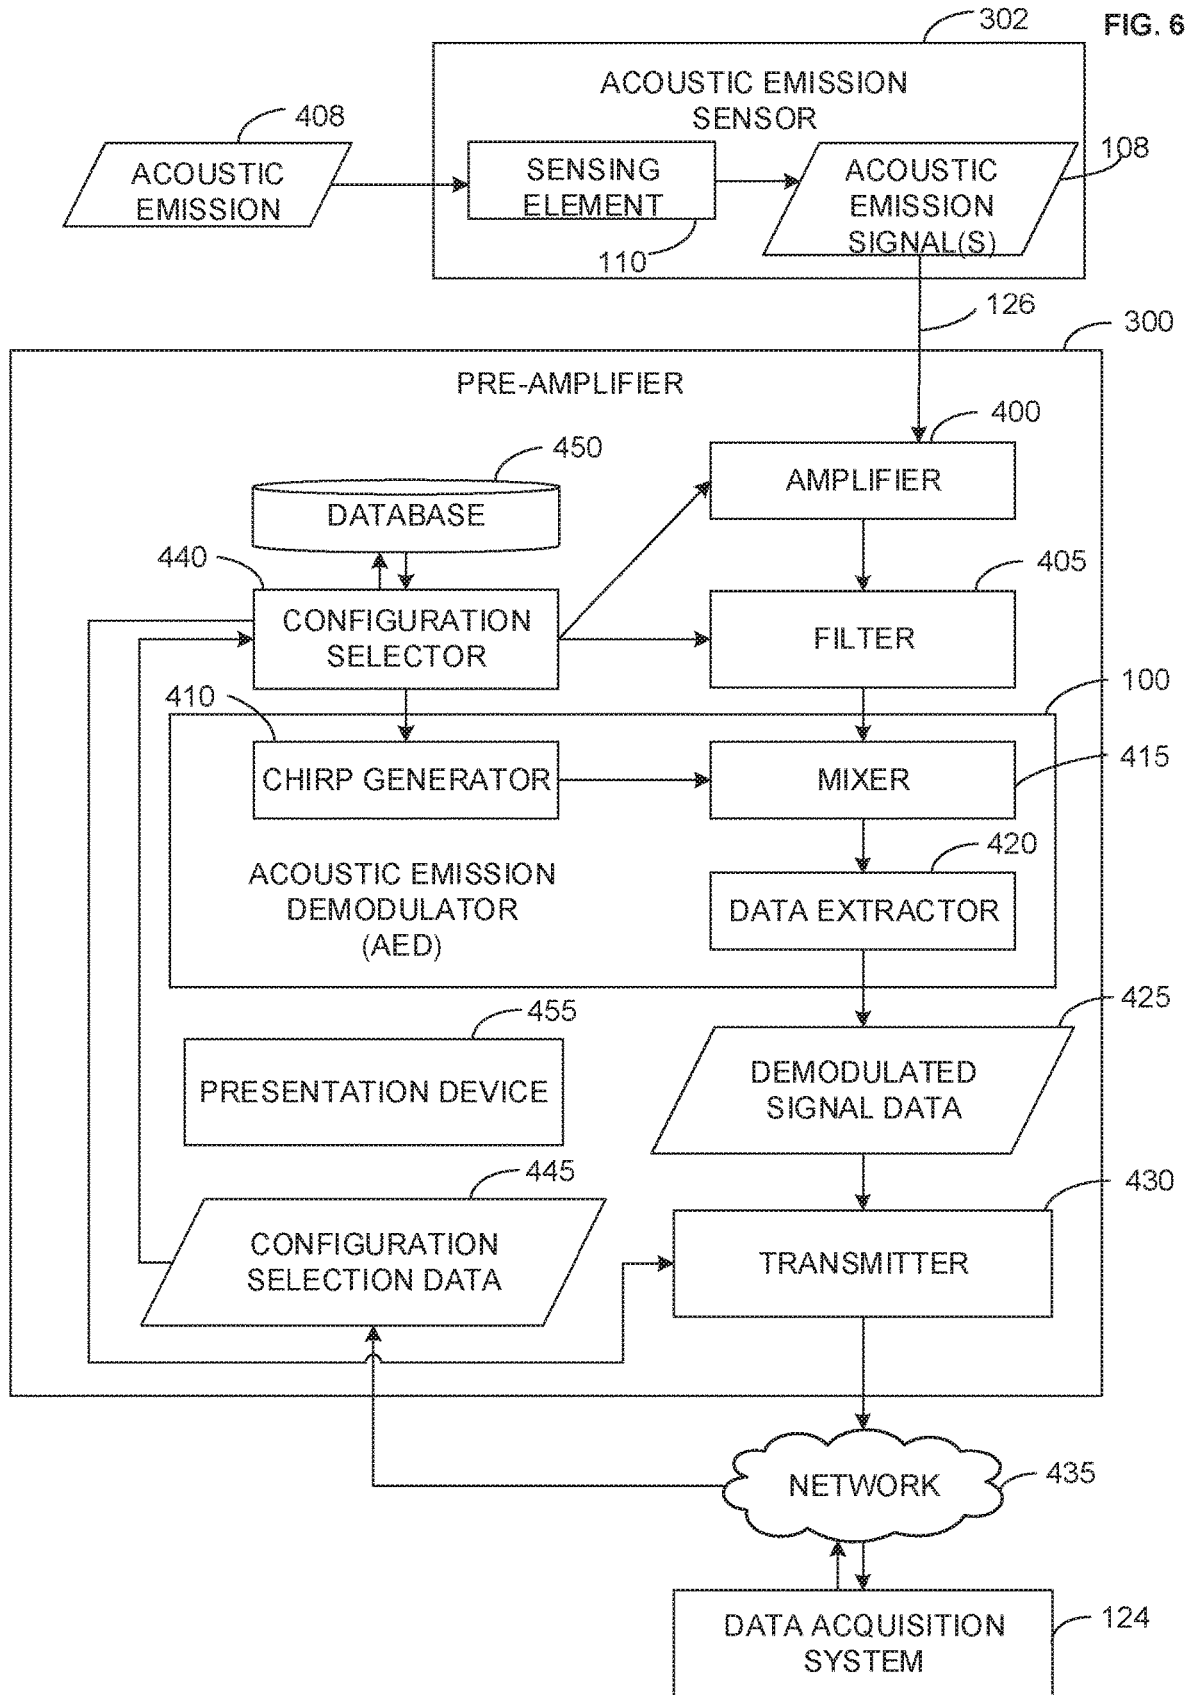 FIG. 6
302
ACOUSTIC EMISSION
SENSOR
408
ACOUSTIC
EMISSION
SENSING
ELEMENT
110
ACOUSTIC
EMISSION
SIGNAL(S)
108
126
300
PRE-AMPLIFIER
400
AMPLIFIER
450
DATABASE
440
CONFIGURATION
SELECTOR
405
FILTER
100
410
CHIRP GENERATOR
MIXER
415
ACOUSTIC EMISSION
DEMODULATOR
(AED)
420
DATA EXTRACTOR
455
PRESENTATION DEVICE
425
DEMODULATED
SIGNAL DATA
445
CONFIGURATION
SELECTION DATA
430
TRANSMITTER
NETWORK
435
DATA ACQUISITION
SYSTEM
124